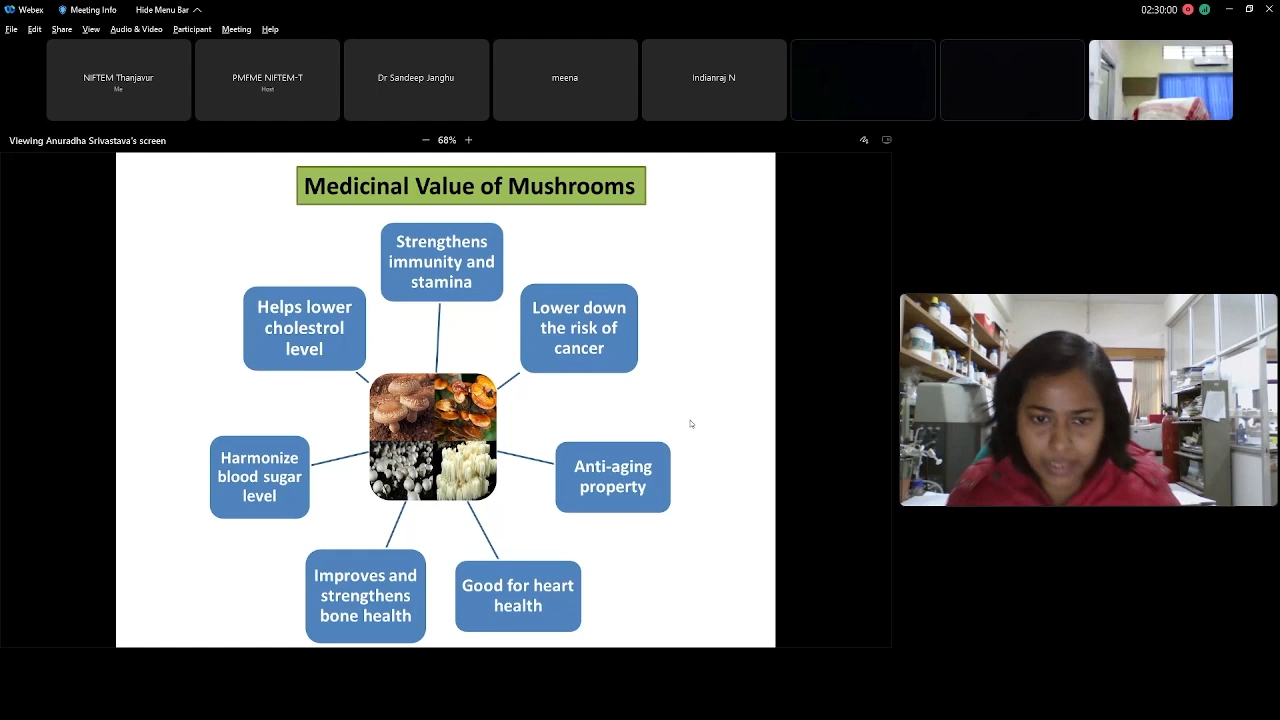 Webex
Meeting Info
Hide Menu Bar
02:30:00
File Edit Share View Audio & Video Participant Meeting Help
NIFTEM Thanjavur
Me
PMFME NIFTEM-T
Host
Dr Sandeep Janghu
meena
Indianraj N
Viewing Anuradha Srivastava's screen
68%
Medicinal Value of Mushrooms
Strengthens
immunity and
stamina
Helps lower
cholestrol
level
Lower down
the risk of
cancer
Harmonize
blood sugar
level
Anti-aging
property
Improves and
strengthens
bone health
Good for heart
health